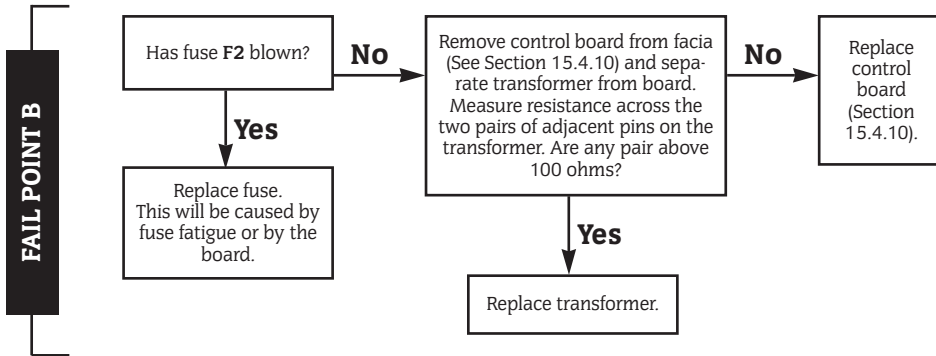 FAIL POINT B
Has fuse F2 blown?
No
Remove control board from facia
(See Section 15.4.10) and sepa-
rate transformer from board.
Measure resistance across the
two pairs of adjacent pins on the
transformer. Are any pair above
100 ohms?
No
Replace
control
board
(Section
15.4.10).
Yes
Replace fuse.
This will be caused by
fuse fatigue or by the
board.
Yes
Replace transformer.